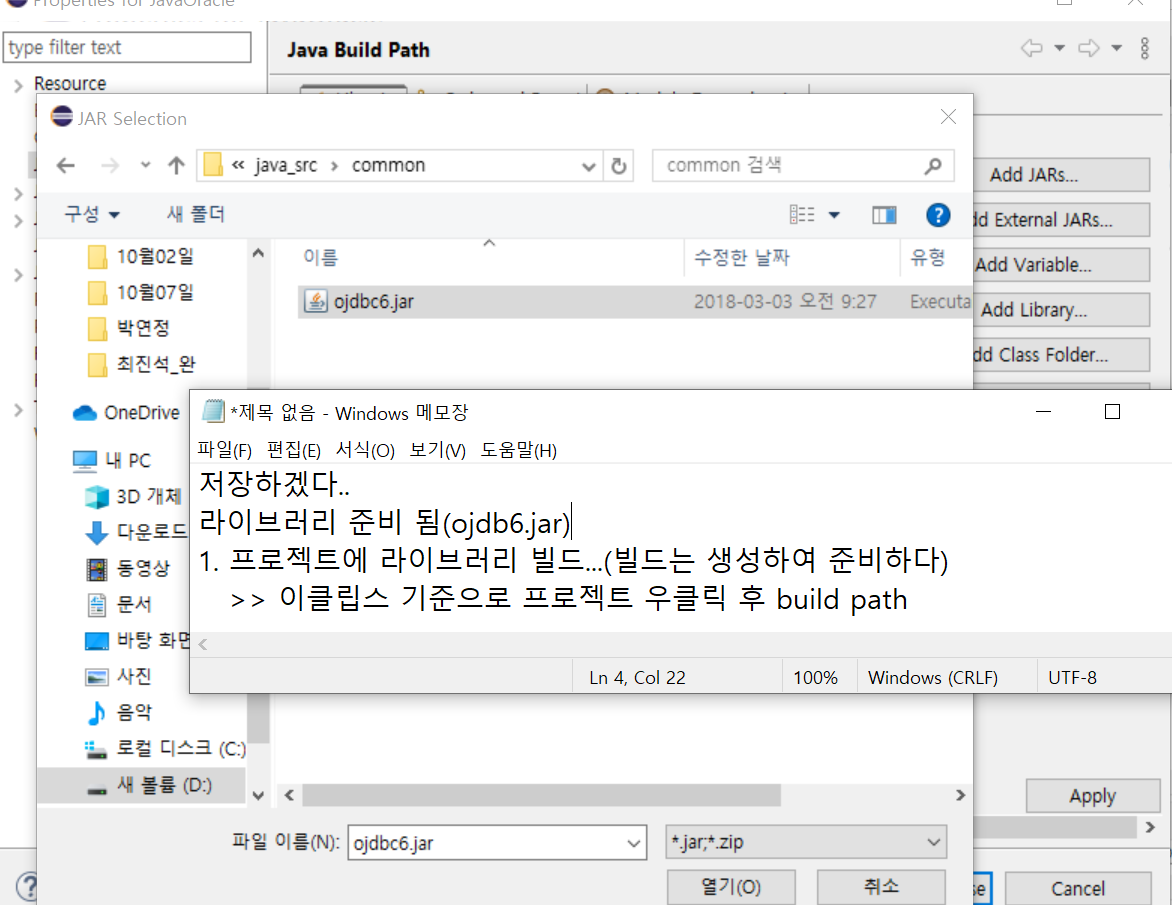 Properties for JavaOracle
type filter text
Java Build Path
Resource
JAR Selection
java_src > common
common 검색
Add JARs...
구성
새 폴더
dd External JARs...
10월02일
이름
수정한 날짜
유형
Add Variable...
10월07일
ojdbc6.jar
2018-03-03 오전 9:27
Executa
Add Library...
박연정
최진석_완
dd Class Folder...
OneDrive
*제목 없음 - Windows 메모장
파일(F) 편집(E) 서식(O) 보기(V) 도움말(H)
내 PC
3D 개체
다운로드
동영상
문서
바탕 화면
사진
음악
로컬 디스크 (C:)
새 볼륨 (D:)
저장하겠다..
라이브러리 준비 됨(ojdb6.jar)
1. 프로젝트에 라이브러리 빌드...(빌드는 생성하여 준비하다)
>> 이클립스 기준으로 프로젝트 우클릭 후 build path
Ln 4, Col 22
100%
Windows (CRLF)
UTF-8
Apply
파일 이름(N):
ojdbc6.jar
*.jar;*.zip
열기(O)
취소
se
Cancel